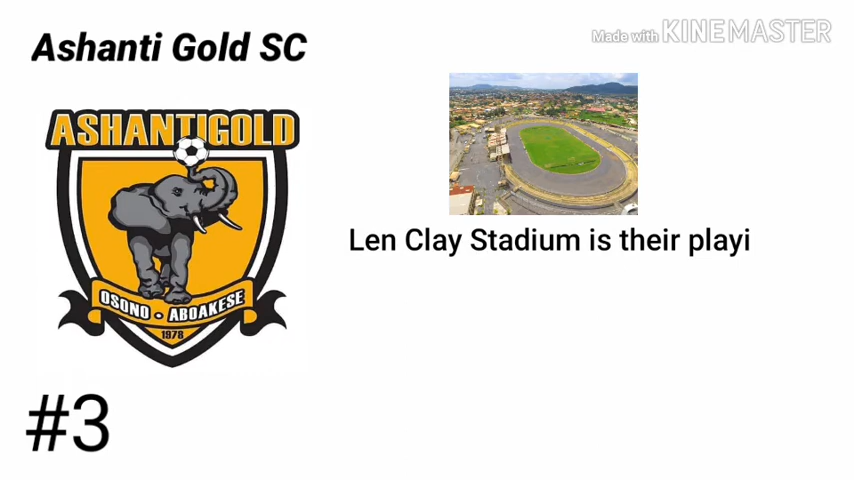 Ashanti Gold SC
Made with KINEMASTER
ASHANTIGOLD
Len Clay Stadium is their playi
OSONO • ABOAKESE
1978
#3